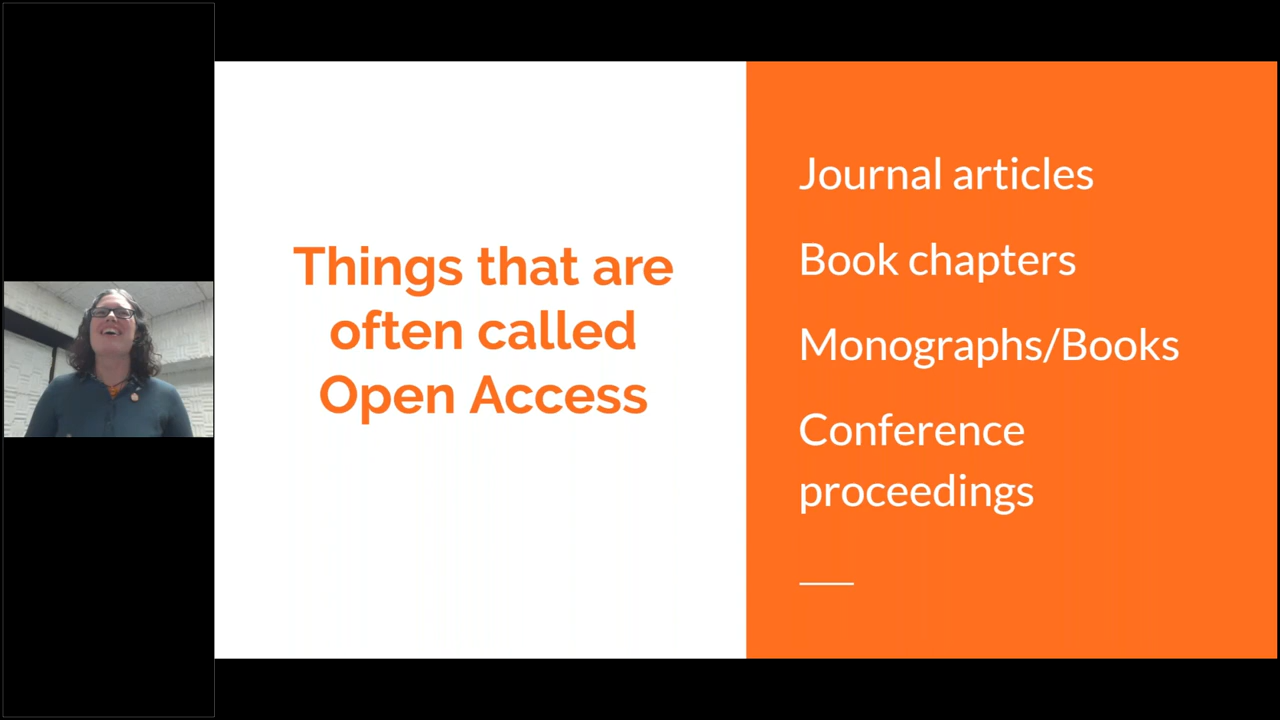 Things that are
often called
Open Access
Journal articles
Book chapters
Monographs/Books
Conference
proceedings